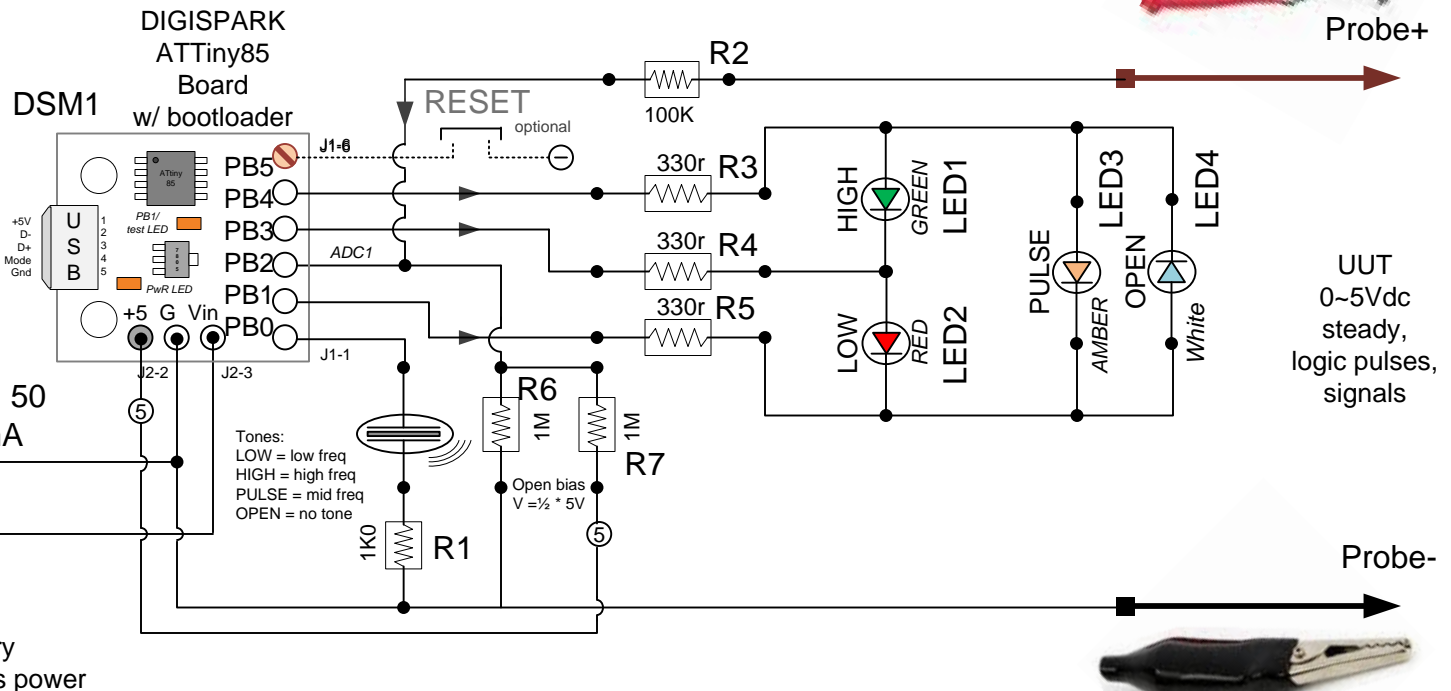 DIGISPARK
ATTiny85
Board
w/ bootloader
DSM1
ATtiny
85
PB1/
test LED
+5V
D-
D+
Mode
Gnd
U
S
B
1
2
3
4
5
7
8
0
5
PwR LED
+5 G Vin
PB5
PB4
PB3
PB2
PB1
PB0
J1-6
J1-1
J2-2
J2-3
RESET
optional
ADC1
R2
100K
330r R3
330r R4
330r R5
HIGH
GREEN
LED1
LOW
RED
LED2
PULSE
AMBER
LED3
OPEN
White
LED4
Probe+
UUT
0~5Vdc
steady,
logic pulses,
signals
50
A
5
Tones:
LOW = low freq
HIGH = high freq
PULSE = mid freq
OPEN = no tone
1K0
R1
R6
1M
1M
R7
Open bias
V =½ * 5V
5
Probe-
ry
s power